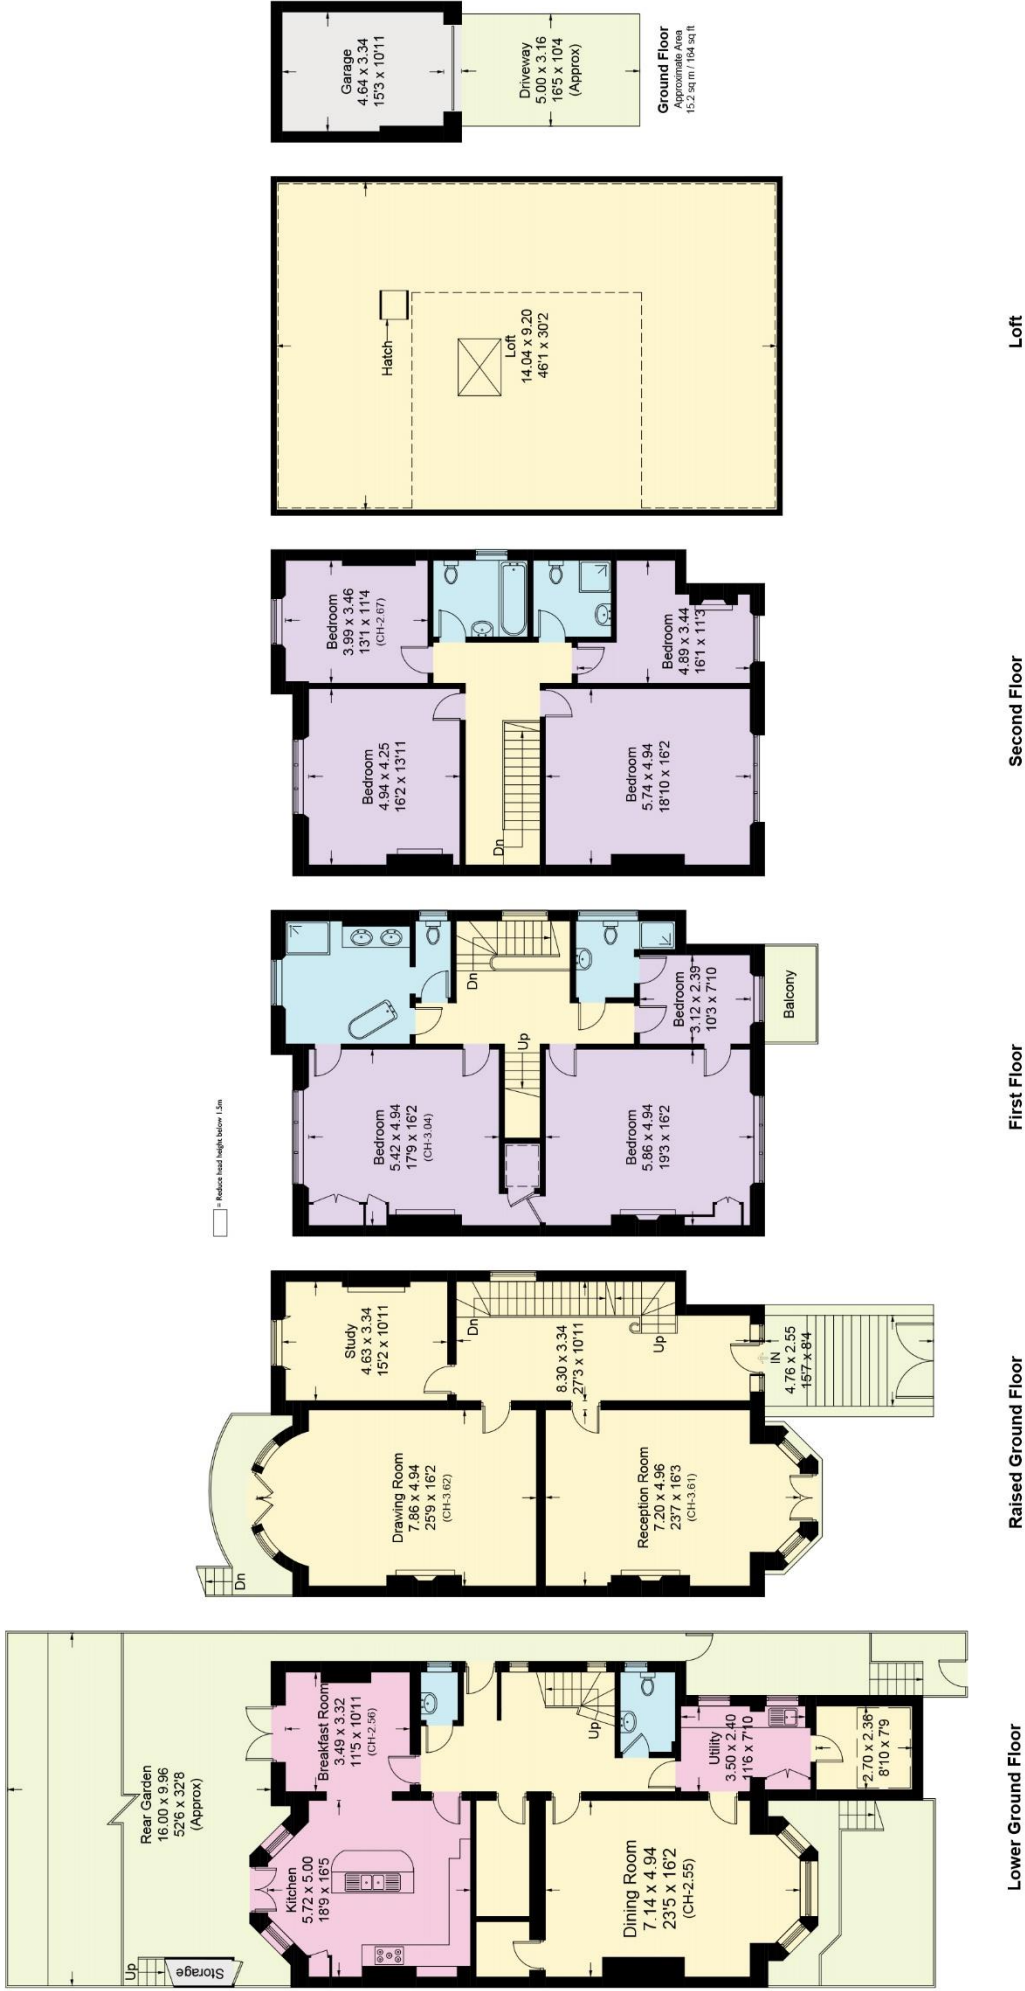 Rear Garden
16.00 x 9.96
52'6 x 32'8
(Approx)
Up
Storage
Kitchen
5.72 x 5.00
18'9 x 16'5
Breakfast Room
3.49 x 3.32
11'5 x 10'11
(CH-2.56)
Up
Dining Room
7.14 x 4.94
23'5 x 16'2
(CH-2.55)
Utility
3.50 x 2.40
11'6 x 7'10
2.70 x 2.36
8'10 x 7'9
Lower Ground Floor
Dn
Drawing Room
7.86 x 4.94
25'9 x 16'2
(CH-3.62)
Study
4.63 x 3.34
15'2 x 10'11
Dn
8.30 x 3.34
27'3 x 10'11
Up
Reception Room
7.20 x 4.96
23'7 x 16'3
(CH-3.61)
IN
4.76 x 2.55
15'7 x 8'4
Raised Ground Floor
= Reduce head height below 1.5m
Bedroom
5.42 x 4.94
17'9 x 16'2
(CH-3.04)
Dn
Up
Bedroom
5.86 x 4.94
19'3 x 16'2
Bedroom
3.12 x 2.39
10'3 x 7'10
Balcony
First Floor
Bedroom
4.94 x 4.25
16'2 x 13'11
Bedroom
3.99 x 3.46
13'1 x 11'4
(CH-2.67)
Dn
Bedroom
5.74 x 4.94
18'10 x 16'2
Bedroom
4.89 x 3.44
16'1 x 11'3
Second Floor
Hatch
Loft
14.04 x 9.20
46'1 x 30'2
Loft
Garage
4.64 x 3.34
15'3 x 10'11
Driveway
5.00 x 3.16
16'5 x 10'4
(Approx)
Ground Floor
Approximate Area
15.2 sq m / 164 sq ft